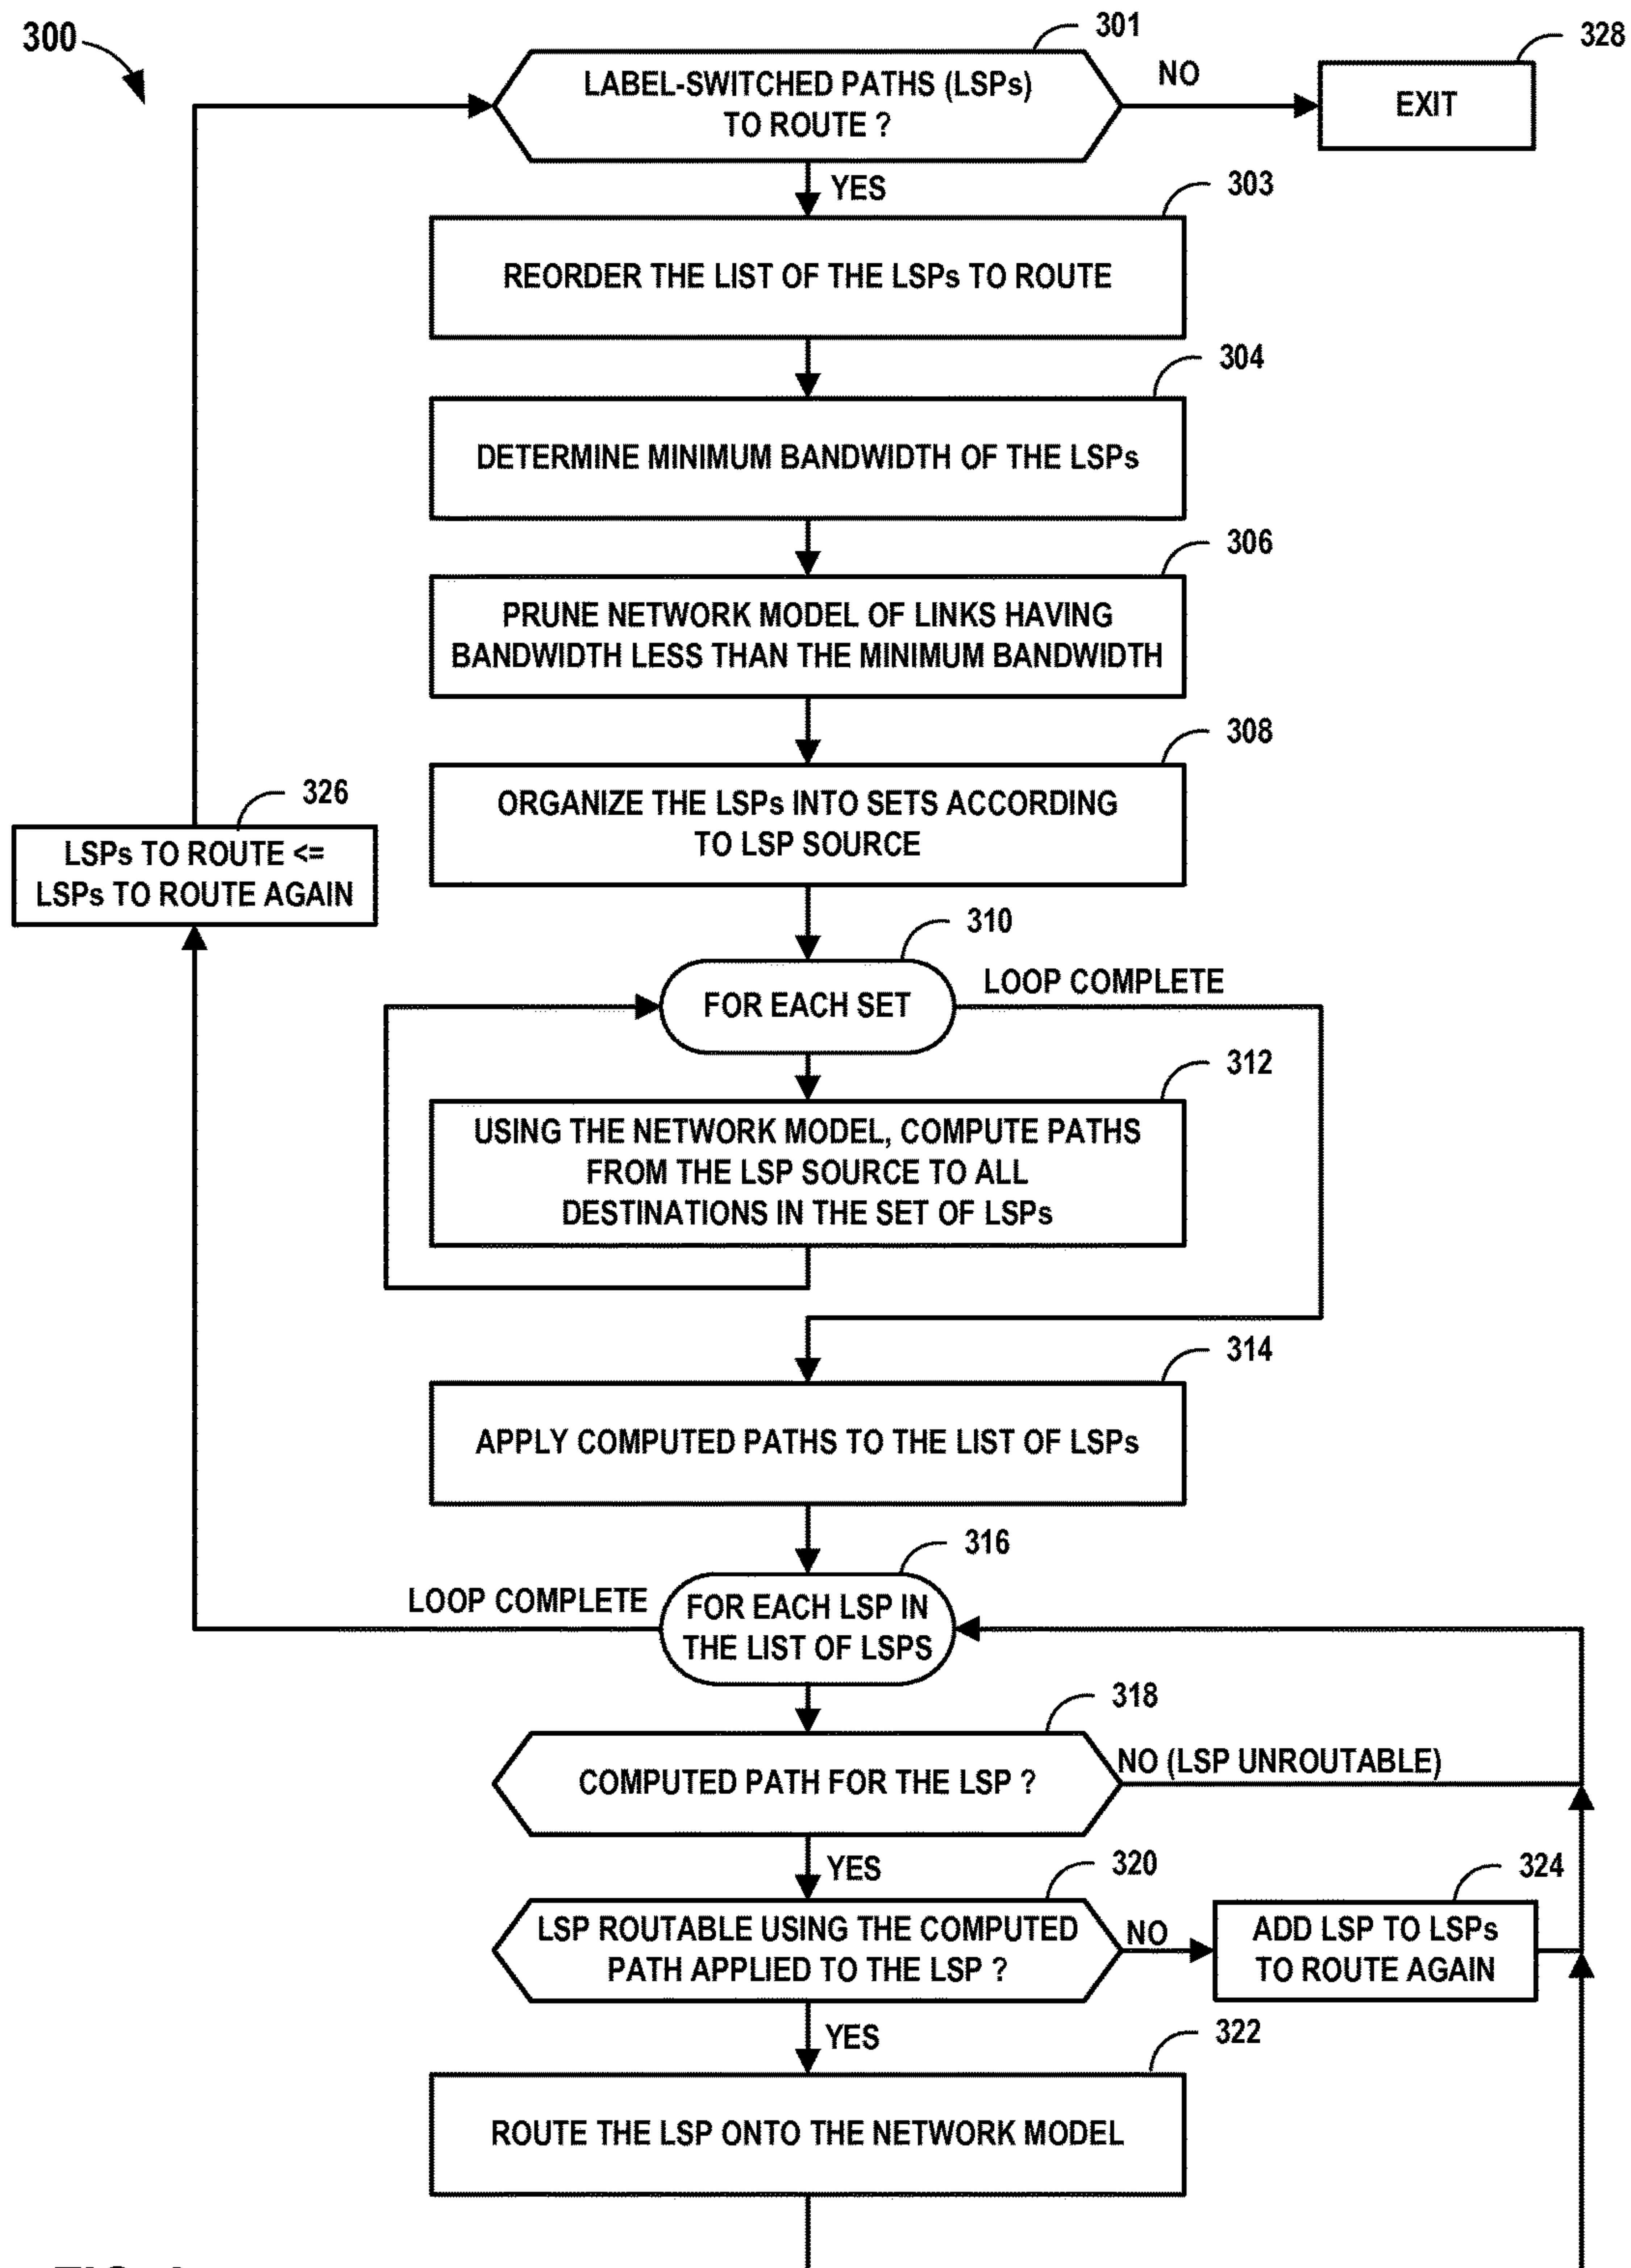 300
301
LABEL-SWITCHED PATHS (LSPs)
TO ROUTE ?
NO
328
EXIT
YES
303
REORDER THE LIST OF THE LSPs TO ROUTE
304
DETERMINE MINIMUM BANDWIDTH OF THE LSPs
306
PRUNE NETWORK MODEL OF LINKS HAVING
BANDWIDTH LESS THAN THE MINIMUM BANDWIDTH
308
ORGANIZE THE LSPs INTO SETS ACCORDING
TO LSP SOURCE
326
LSPs TO ROUTE <=
LSPs TO ROUTE AGAIN
310
FOR EACH SET
LOOP COMPLETE
312
USING THE NETWORK MODEL, COMPUTE PATHS
FROM THE LSP SOURCE TO ALL
DESTINATIONS IN THE SET OF LSPs
314
APPLY COMPUTED PATHS TO THE LIST OF LSPs
316
LOOP COMPLETE
FOR EACH LSP IN
THE LIST OF LSPS
318
COMPUTED PATH FOR THE LSP ?
NO (LSP UNROUTABLE)
YES
320
LSP ROUTABLE USING THE COMPUTED
PATH APPLIED TO THE LSP ?
NO
324
ADD LSP TO LSPs
TO ROUTE AGAIN
YES
322
ROUTE THE LSP ONTO THE NETWORK MODEL